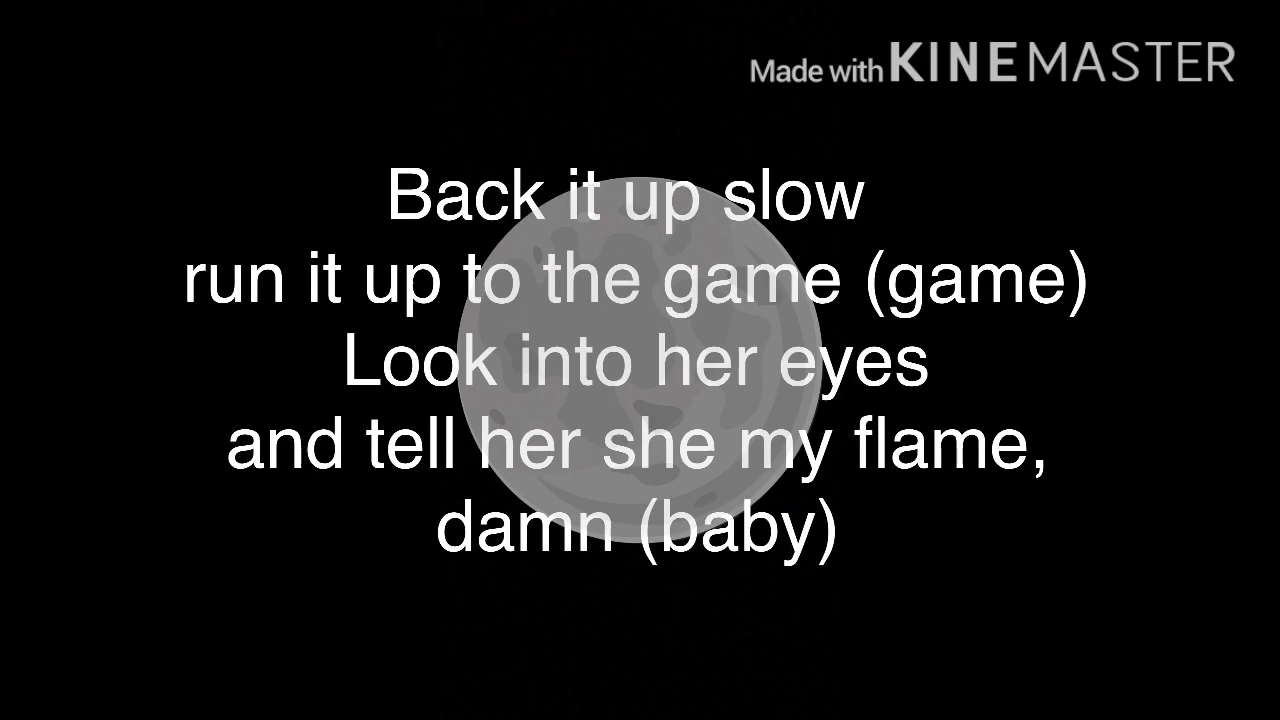 Made with KINEMASTER
Back it up slow
run it up to the game (game)
Look into her eyes
and tell her she my flame,
damn (baby)